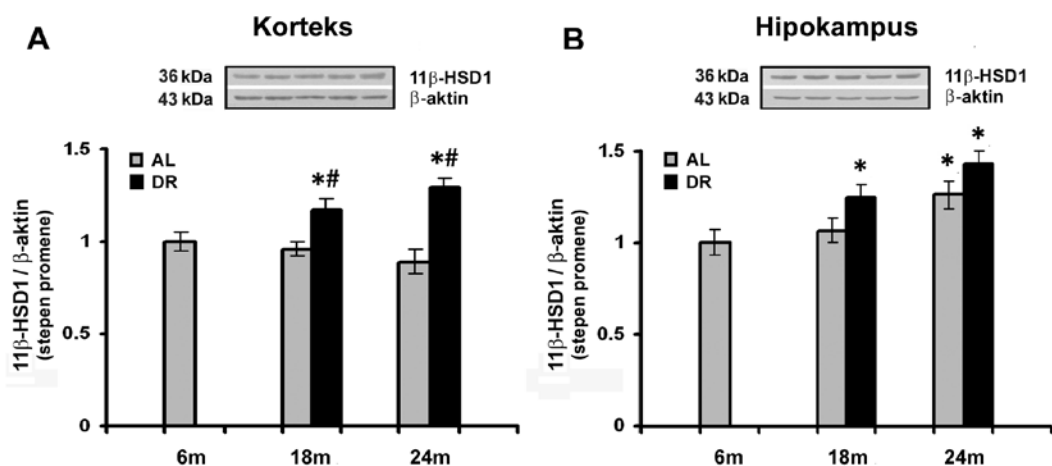 A
Korteks
36 kDa
11β-HSD1
43 kDa
β-aktin
1.5
AL
DR
*#
*#
1
0.5
0
11β-HSD1 / β-aktin
(stepen promene)
6m
18m
24m
B
Hipokampus
36 kDa
11β-HSD1
43 kDa
β-aktin
1.5
AL
DR
*
*
*
1
0.5
0
11β-HSD1 / β-aktin
(stepen promene)
6m
18m
24m